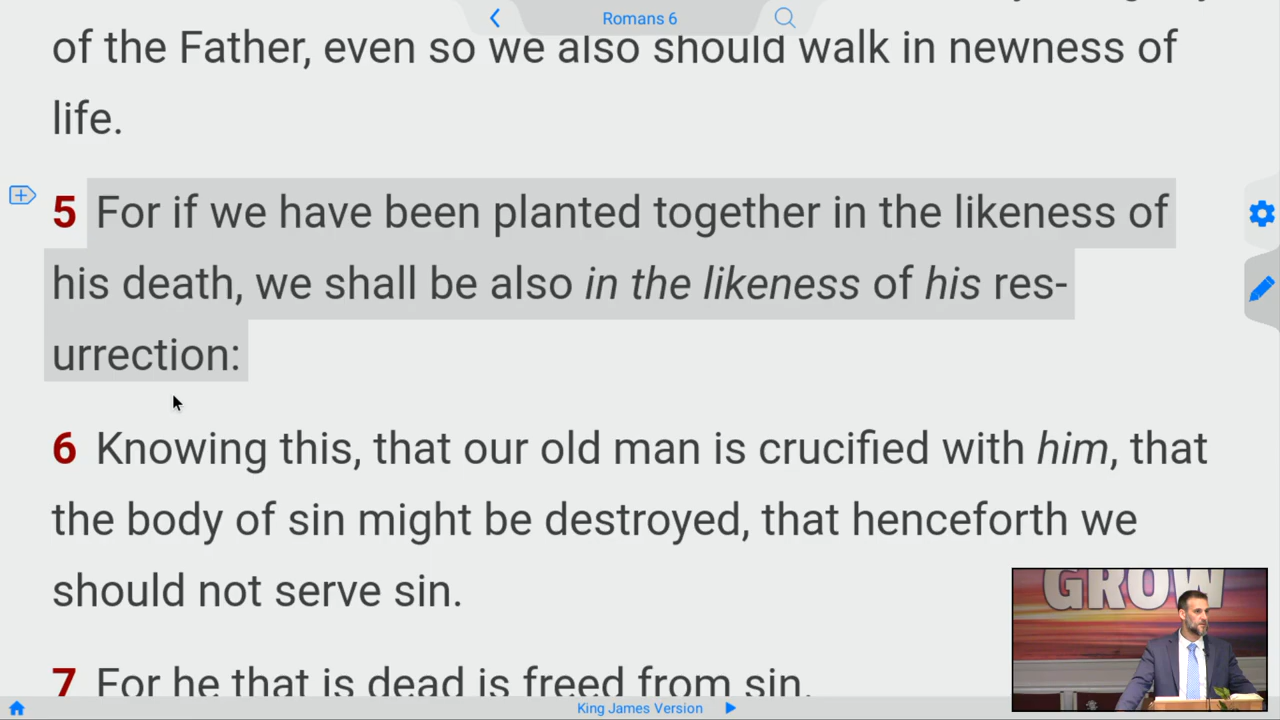 Romans 6
of the Father, even so we also should walk in newness of
life.
5 For if we have been planted together in the likeness of
his death, we shall be also in the likeness of his res-
urrection:
6 Knowing this, that our old man is crucified with him, that
the body of sin might be destroyed, that henceforth we
should not serve sin.
7 For he that is dead is freed from sin.
GROW
King James Version